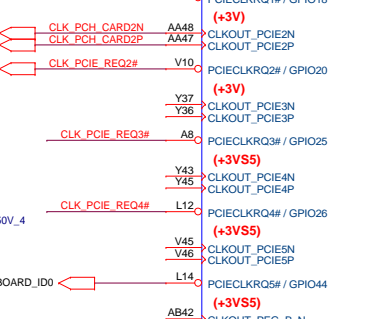 (+3V)
CLK_PCH_CARD2N AA48 CLKOUT_PCIE2N
CLK_PCH_CARD2P AA47 CLKOUT_PCIE2P
CLK_PCIE_REQ2# V10 PCIECLKRQ2# / GPIO20
(+3V)
Y37 CLKOUT_PCIE3N
Y36 CLKOUT_PCIE3P
CLK_PCIE_REQ3# A8 PCIECLKRQ3# / GPIO25
(+3VS5)
Y43 CLKOUT_PCIE4N
Y45 CLKOUT_PCIE4P
CLK_PCIE_REQ4# L12 PCIECLKRQ4# / GPIO26
(+3VS5)
0V_4
V45 CLKOUT_PCIE5N
V46 CLKOUT_PCIE5P
BOARD_ID0 L14 PCIECLKRQ5# / GPIO44
(+3VS5)
AB42